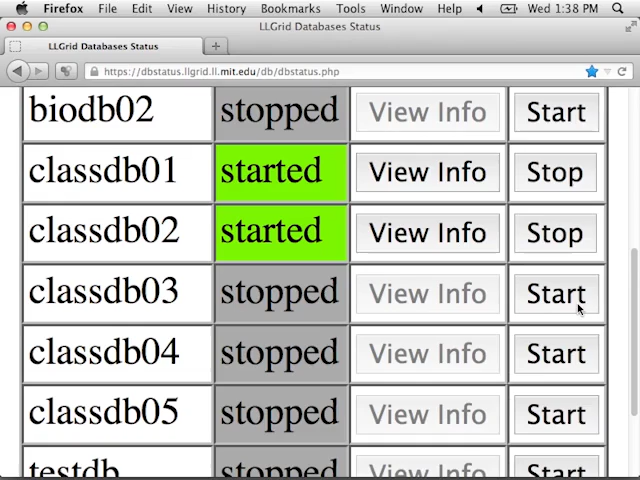 Firefox File Edit View History Bookmarks Tools Window Help Wed 1:38 PM
LLGrid Databases Status
LLGrid Databases Status +
https://dbstatus.llgrid.ll.mit.edu/db/dbstatus.php
biodb02 stopped View Info Start
classdb01 started View Info Stop
classdb02 started View Info Stop
classdb03 stopped View Info Start
classdb04 stopped View Info Start
classdb05 stopped View Info Start
testdb stopped View Info Start